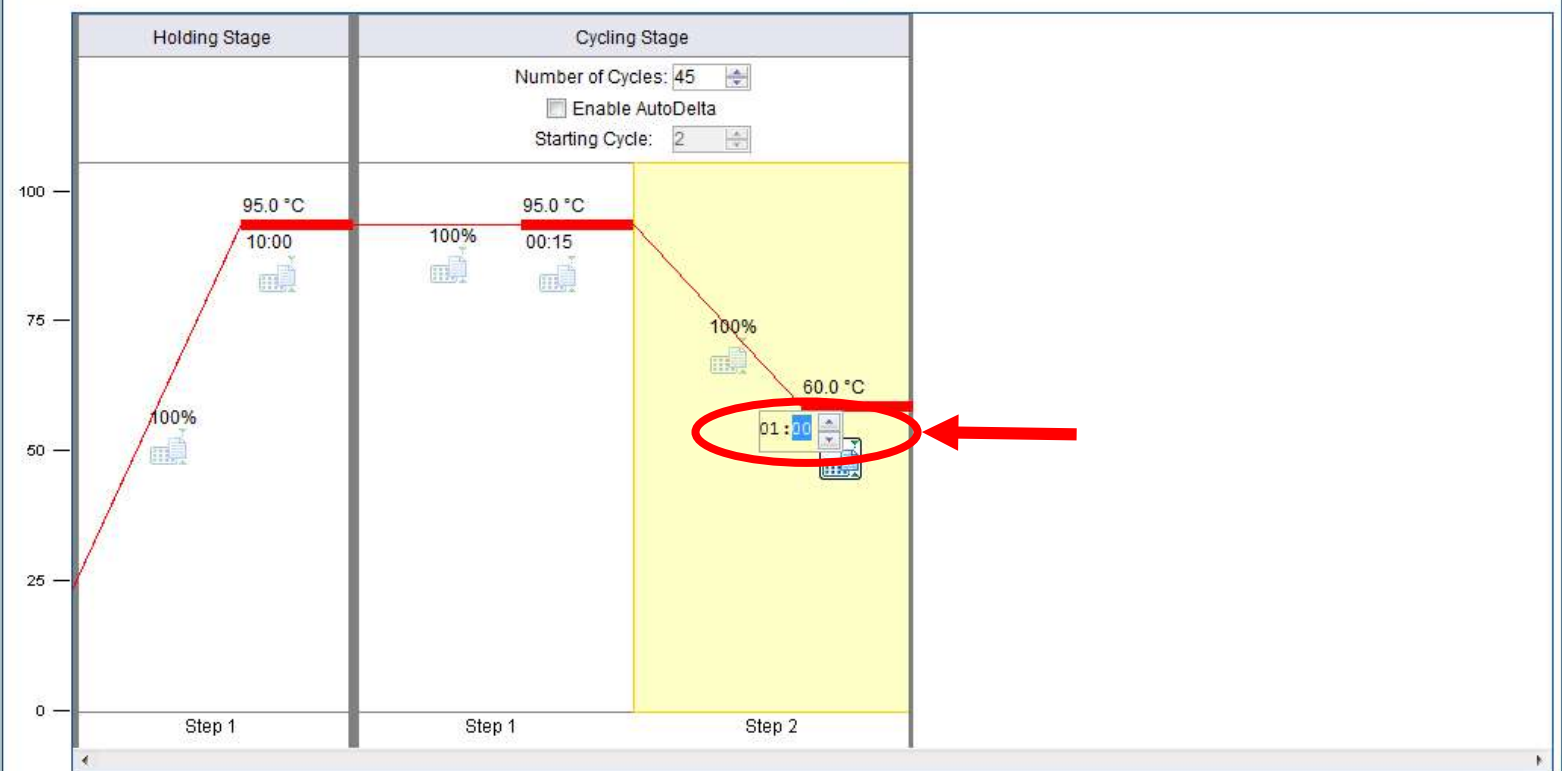 Holding Stage
Cycling Stage
Number of Cycles: 45
Enable AutoDelta
Starting Cycle: 2
100
95.0 °C
95.0 °C
10:00
100%
00:15
75
100%
60.0 °C
100%
01:00
50
25
0
Step 1
Step 1
Step 2